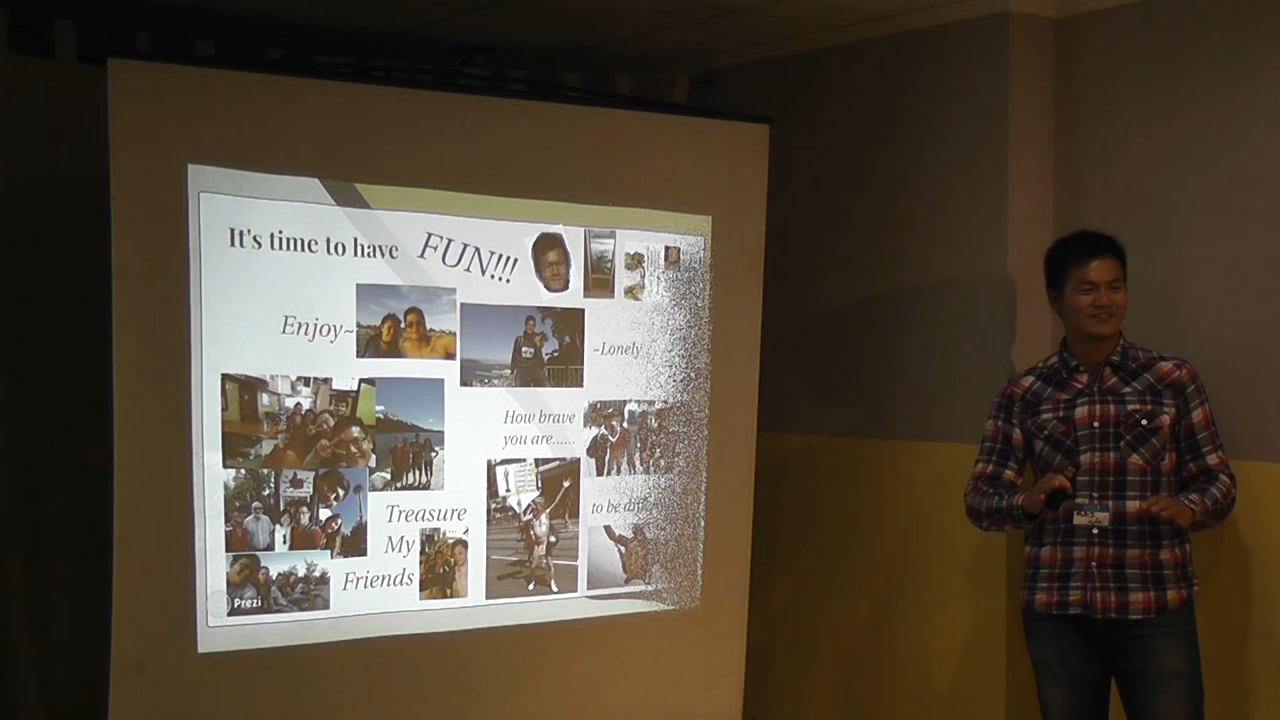 It's time to have FUN!!!
Enjoy~
~Lonely
How brave
you are......
to be
Treasure
...
My
Friends
Prezi